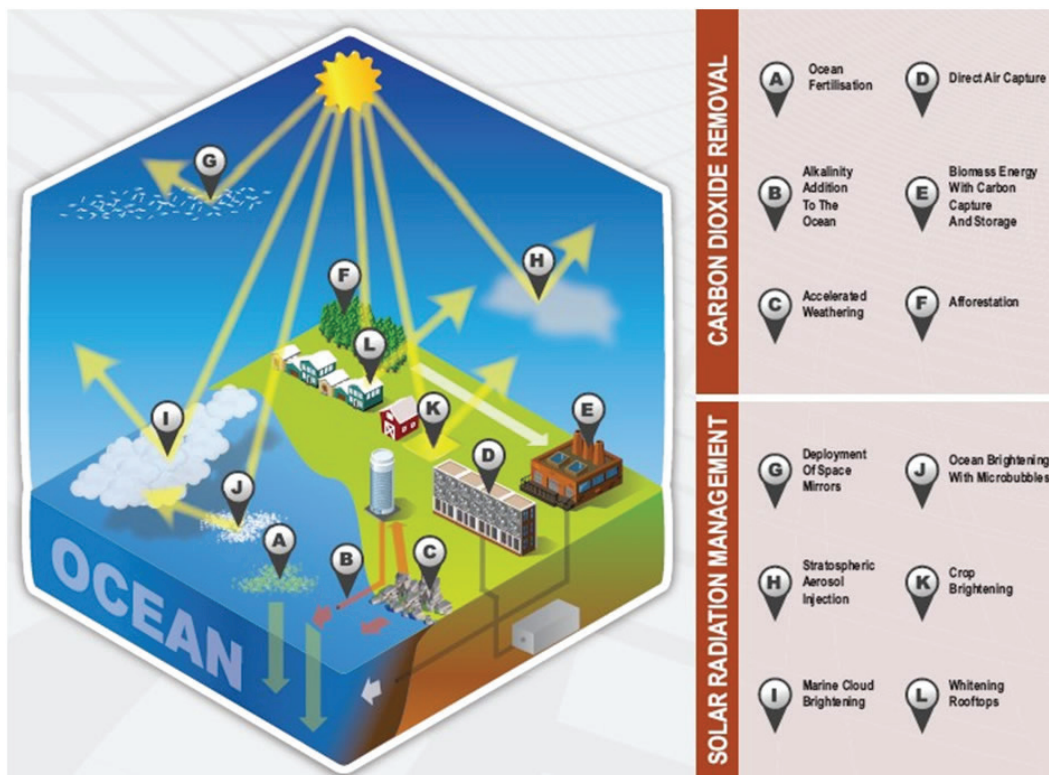 G
H
F
L
I
K
E
D
J
A
B
C
OCEAN
CARBON DIOXIDE REMOVAL
A
Ocean
Fertilisation
D
Direct Air Capture
B
Alkalinity
Addition
To The
Ocean
E
Biomass Energy
With Carbon
Capture
And Storage
C
Accelerated
Weathering
F
Afforestation
SOLAR RADIATION MANAGEMENT
G
Deployment
Of Space
Mirrors
J
Ocean Brightening
With Microbubbles
H
Stratospheric
Aerosol
Injection
K
Crop
Brightening
I
Marine Cloud
Brightening
L
Whitening
Rooftops